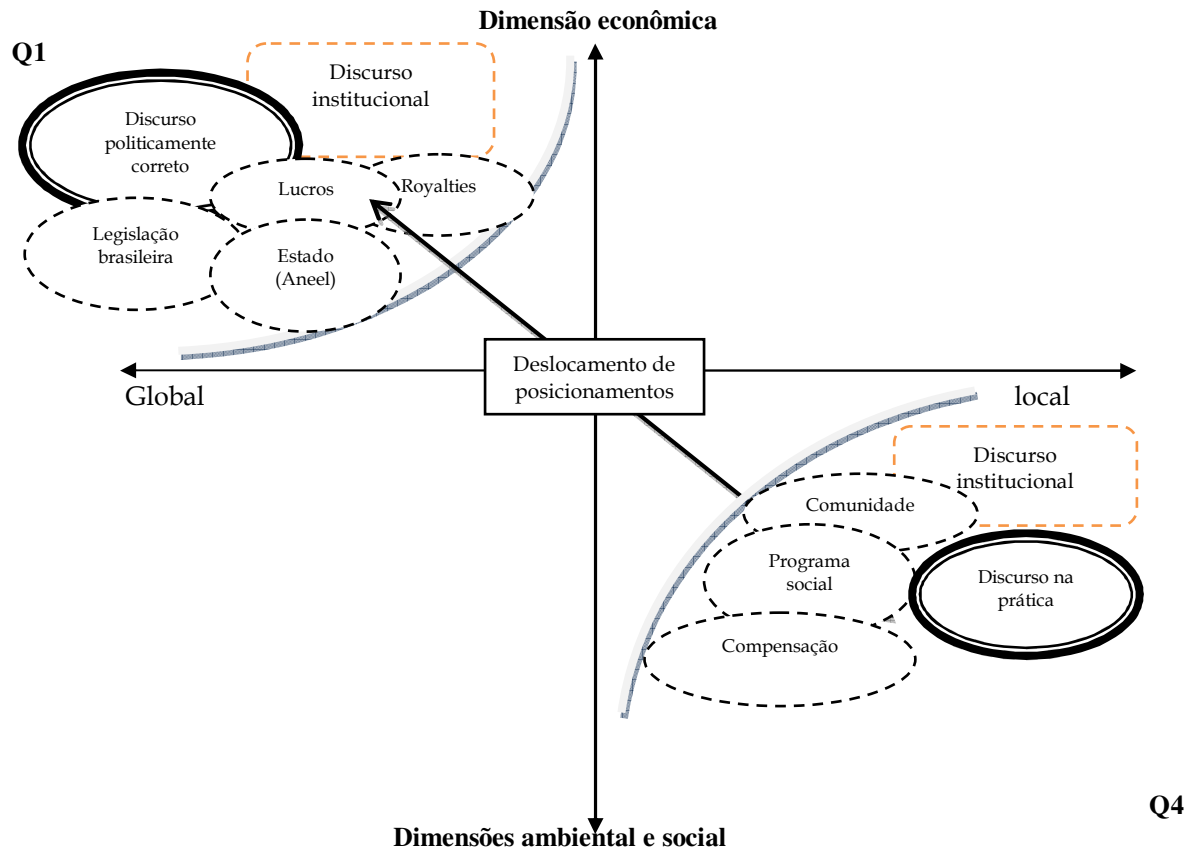 Dimensão econômica
Q1
Discurso
institucional
Discurso
politicamente
correto
Lucros
Royalties
Legislação
brasileira
Estado
(Aneel)
Deslocamento de
posicionamentos
Global
local
Discurso
institucional
Comunidade
Programa
social
Discurso na
prática
Compensação
Q4
Dimensões ambiental e social